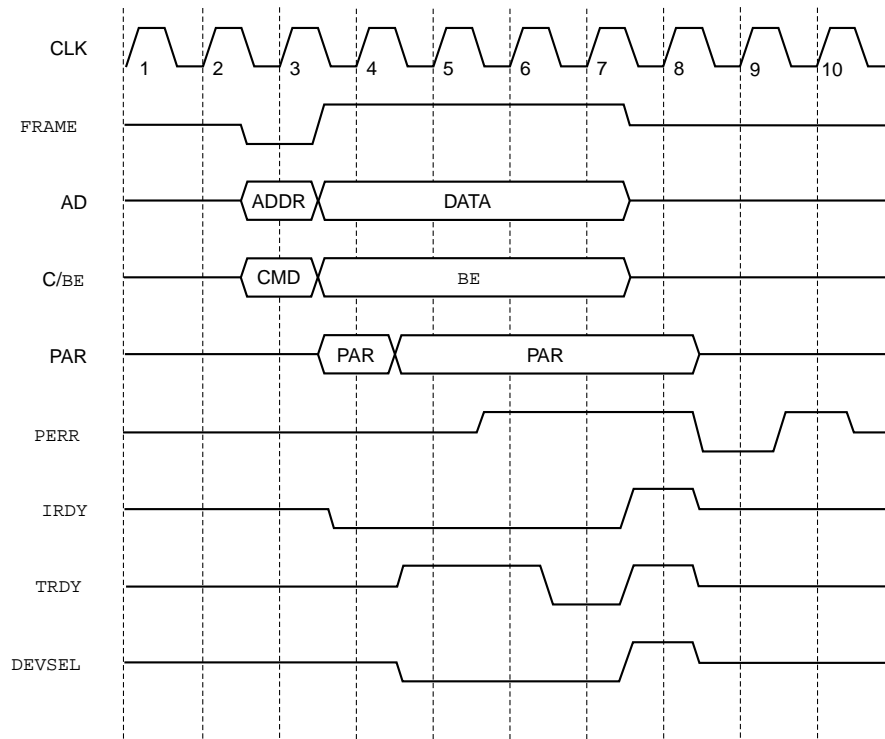 CLK
1 2 3 4 5 6 7 8 9 10
FRAME
AD
ADDR DATA
C/BE
CMD BE
PAR
PAR PAR
PERR
IRDY
TRDY
DEVSEL